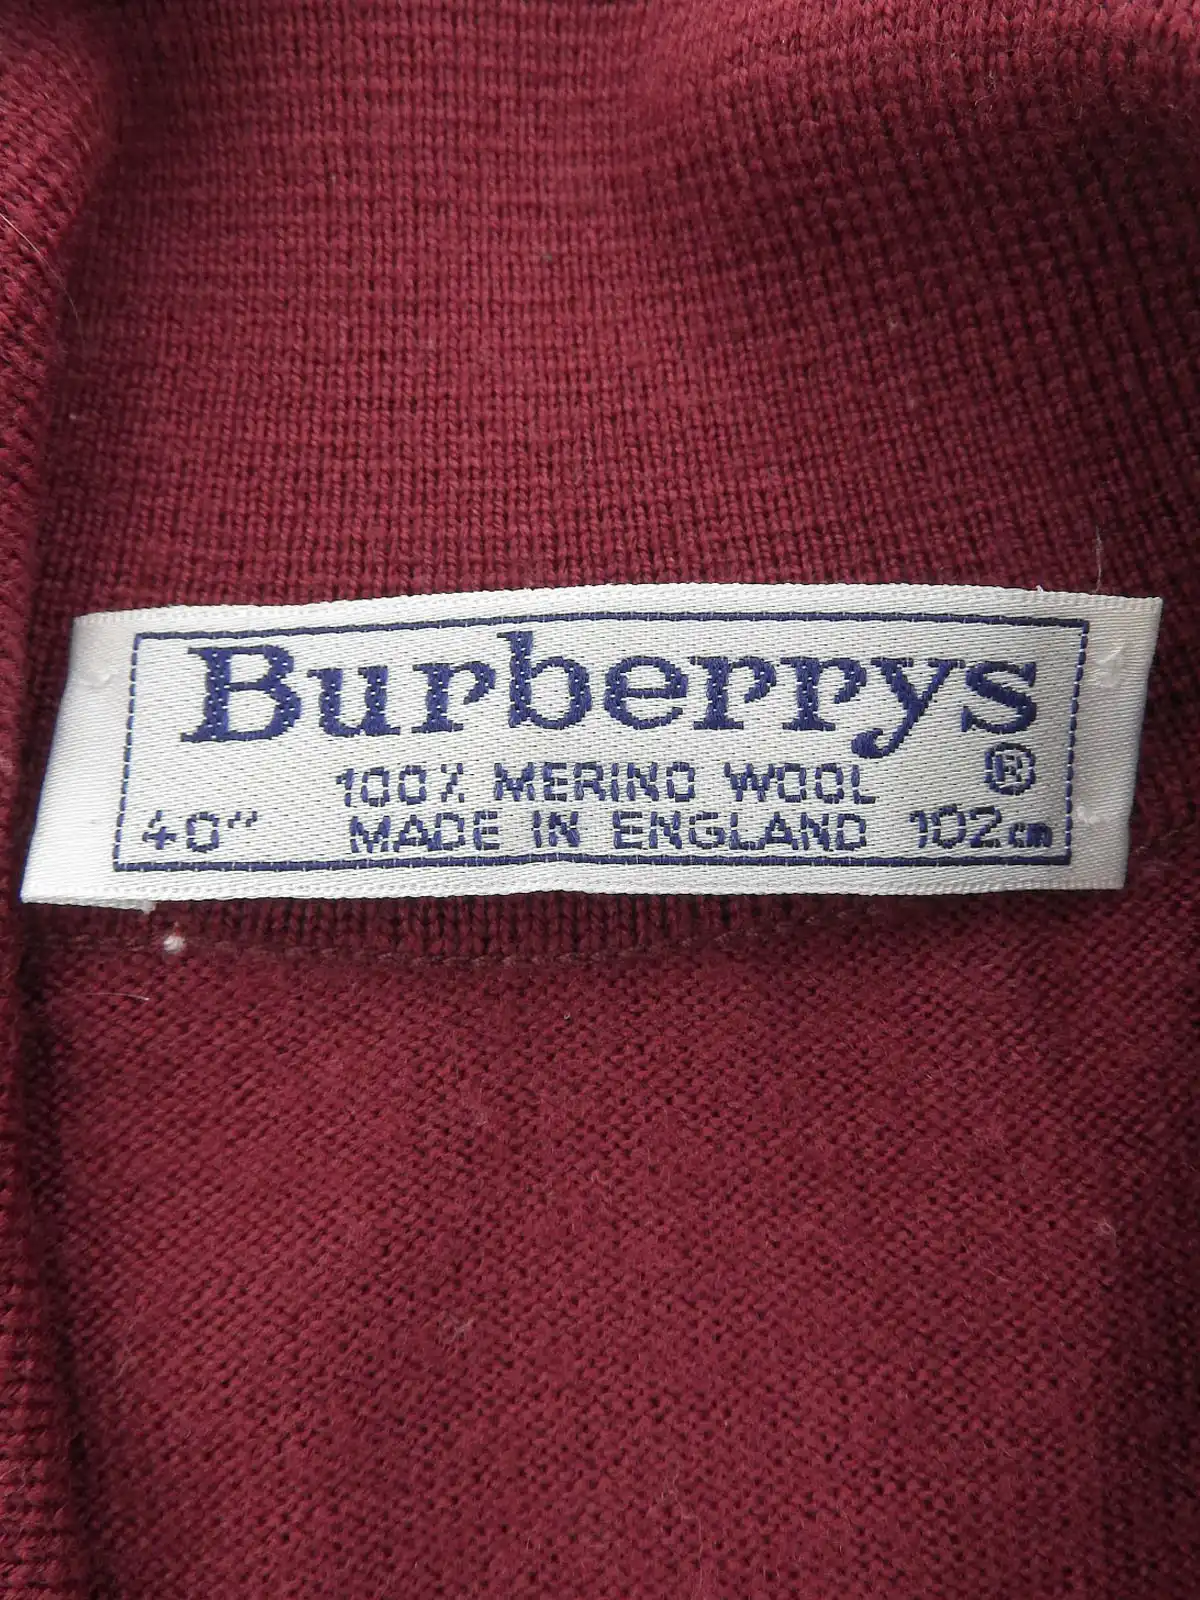 Burberrys
®
100% MERINO WOOL
40" MADE IN ENGLAND 102cm